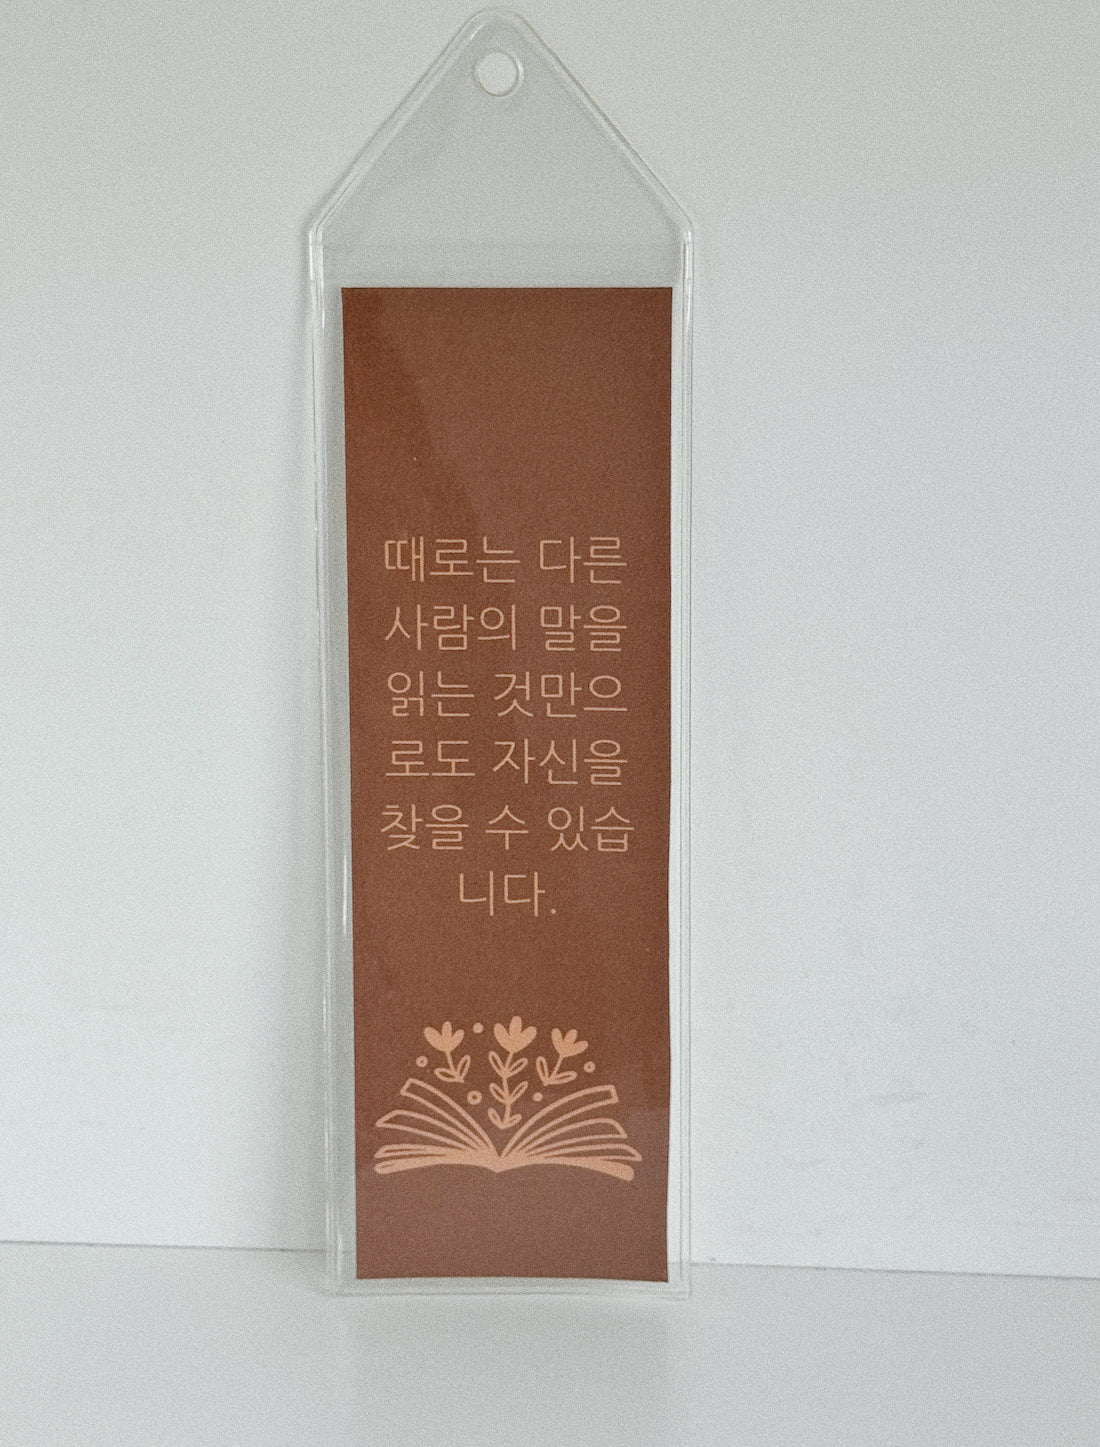 때로는 다른
사람의 말을
읽는 것만으
로도 자신을
찾을 수 있습
니다.